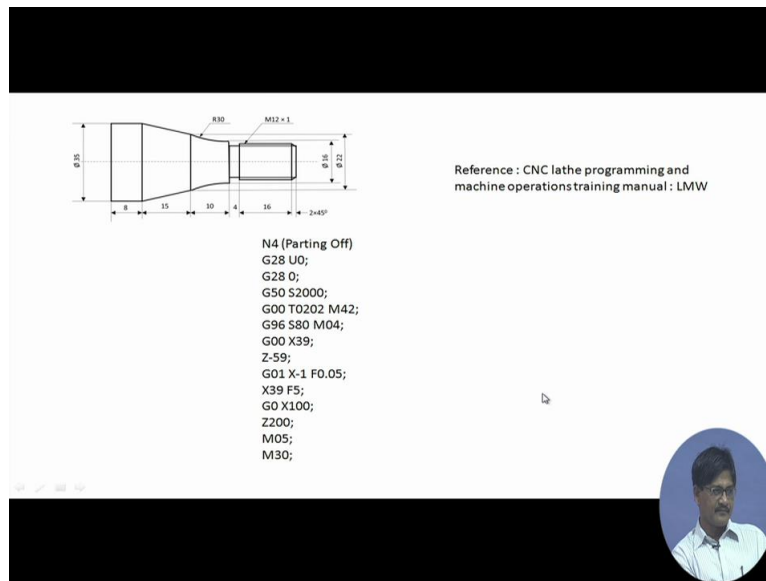 R30
M12 × 1
Ø 35
Ø 16
Ø 22
8
15
10
4
16
2×45⁰
Reference : CNC lathe programming and
machine operations training manual : LMW
N4 (Parting Off)
G28 U0;
G28 0;
G50 S2000;
G00 T0202 M42;
G96 S80 M04;
G00 X39;
Z-59;
G01 X-1 F0.05;
X39 F5;
G0 X100;
Z200;
M05;
M30;